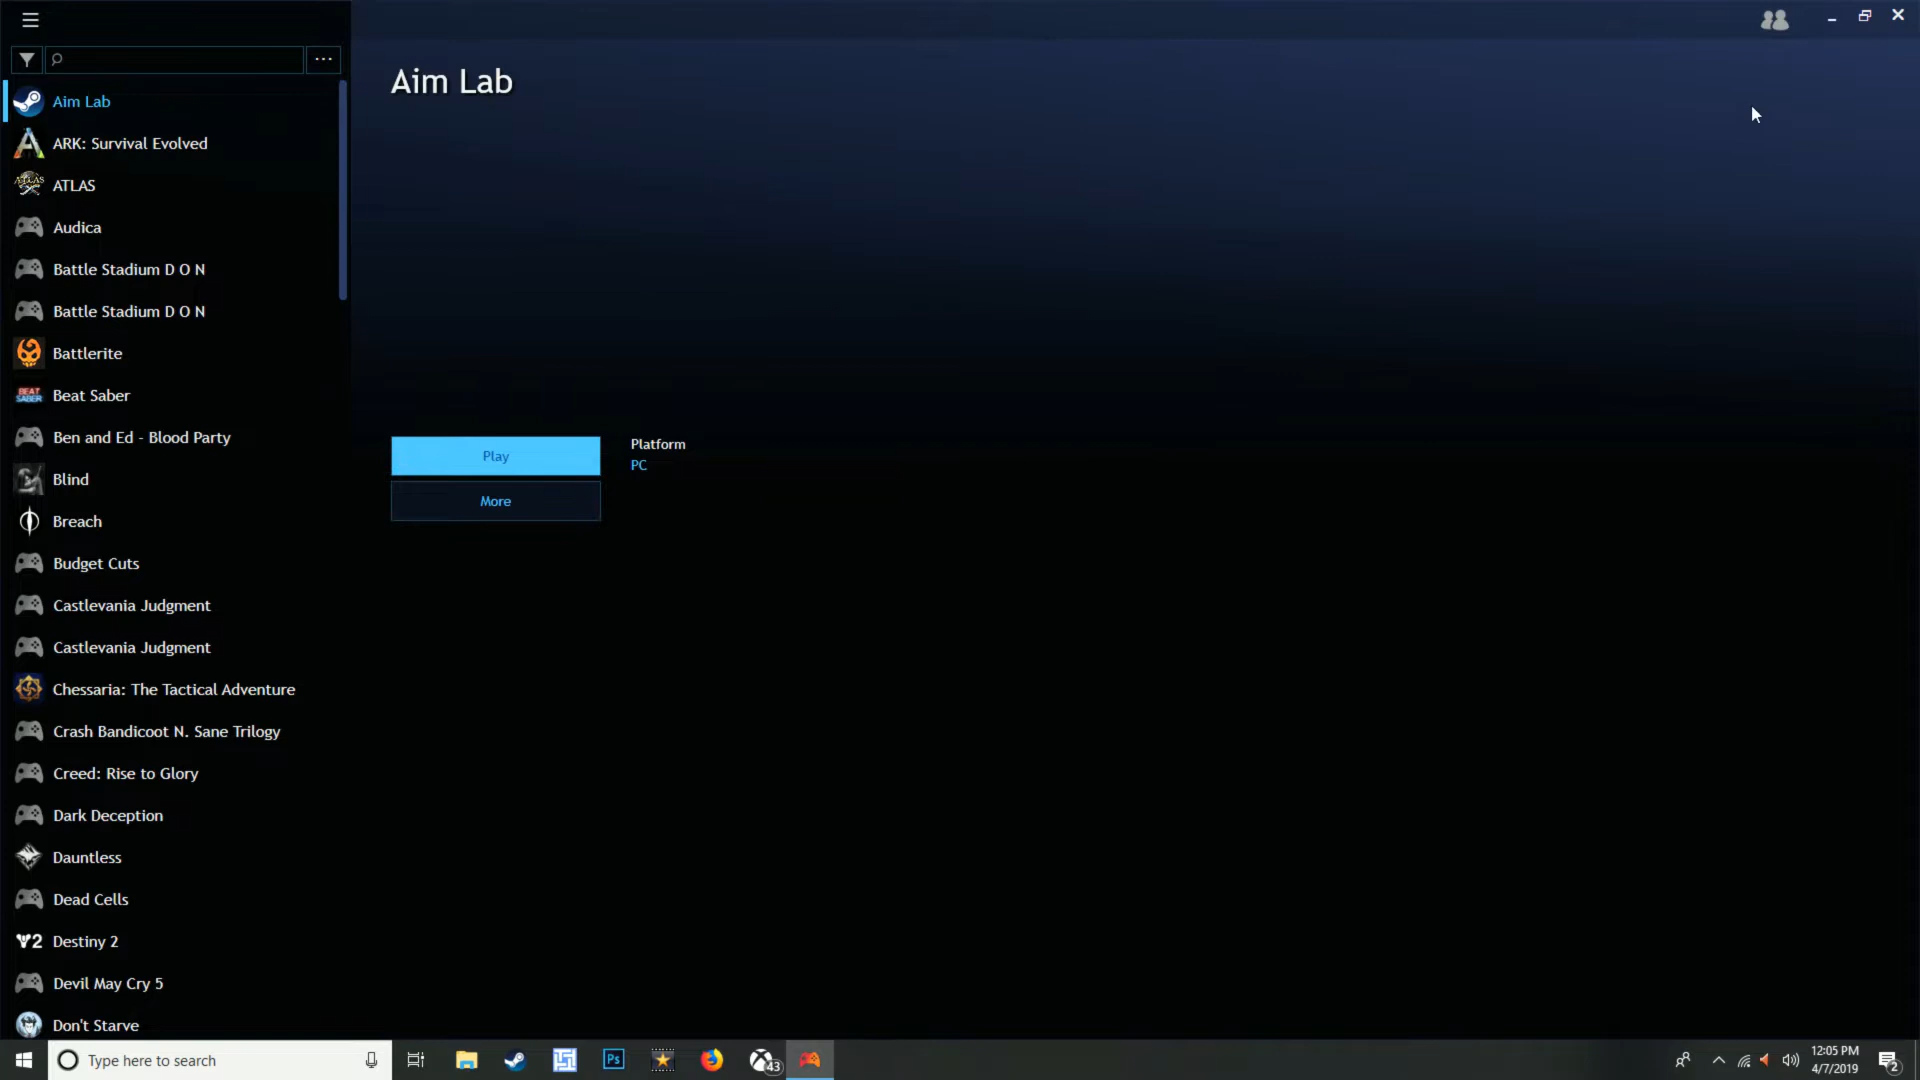 Aim Lab
ARK: Survival Evolved
ATLAS
Audica
Battle Stadium D O N
Battle Stadium D O N
Battlerite
Beat Saber
Ben and Ed - Blood Party
Blind
Breach
Budget Cuts
Castlevania Judgment
Castlevania Judgment
Chessaria: The Tactical Adventure
Crash Bandicoot N. Sane Trilogy
Creed: Rise to Glory
Dark Deception
Dauntless
Dead Cells
Destiny 2
Devil May Cry 5
Don't Starve
Aim Lab
Play
More
Platform
PC
Type here to search
Ps
43
12:05 PM
4/7/2019
2